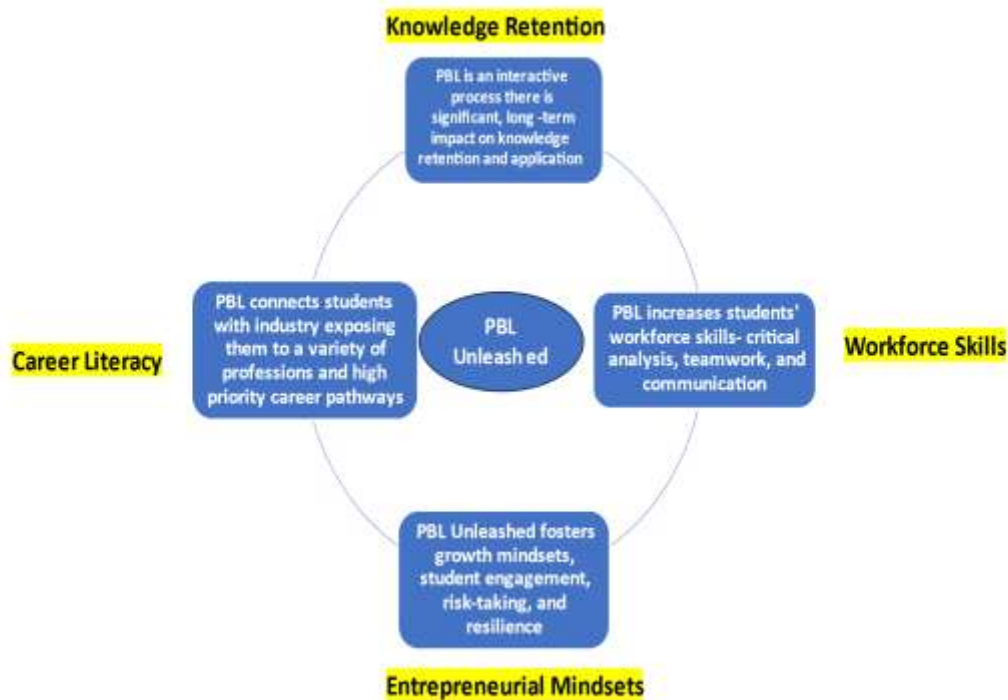 Knowledge Retention
PBL is an interactive
process there is
significant, long -term
impact on knowledge
retention and application
Career Literacy
PBL connects students
with industry exposing
them to a variety of
professions and high
priority career pathways
PBL
Unleashed
PBL increases students'
workforce skills- critical
analysis, teamwork, and
communication
Workforce Skills
PBL Unleashed fosters
growth mindsets,
student engagement,
risk-taking, and
resilience
Entrepreneurial Mindsets